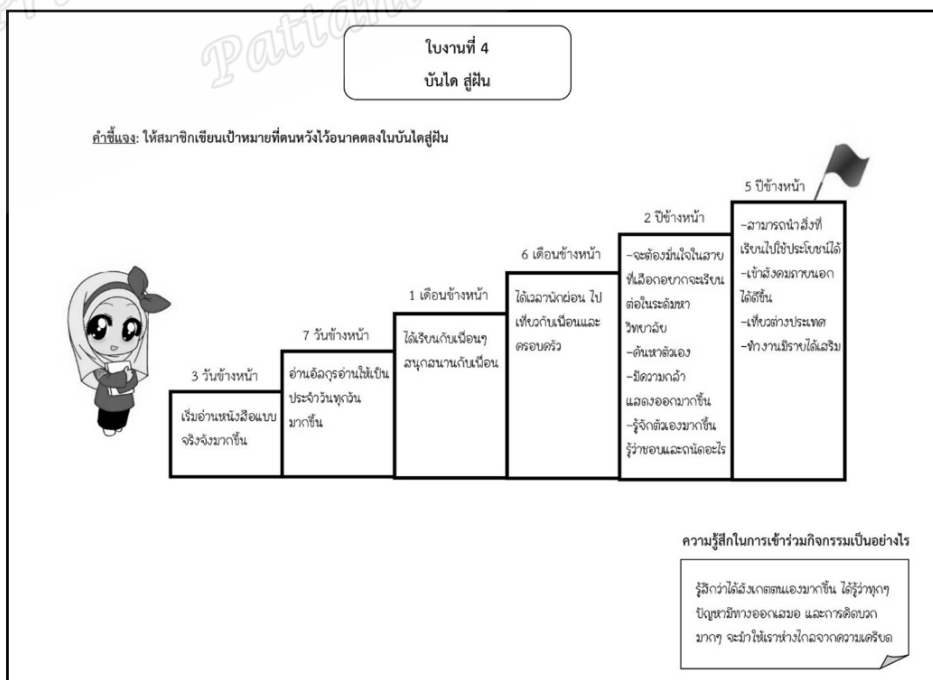 Pattani
ใบงานที่ 4
บันได สู่ฝัน
คำชี้แจง: ให้สมาชิกเขียนเป้าหมายที่ตนหวังไว้อนาคตลงในบันไดสู่ฝัน
3 วันข้างหน้า
เริ่มอ่านหนังสือแบบ
จริงจังมากขึ้น
7 วันข้างหน้า
อ่านอัลกุรอ่านให้เป็น
ประจำวันทุกวัน
มากขึ้น
1 เดือนข้างหน้า
ได้เรียนกับเพื่อนๆ
สนุกสนานกับเพื่อน
6 เดือนข้างหน้า
ได้เวลานักผ่อน ไป
เที่ยวกับเพื่อนและ
ครอบครัว
2 ปีข้างหน้า
-จะต้องมั่นใจในสาย
ที่เลือกอยากจะเรียน
ต่อในระดับมหา
วิทยาลัย
-ค้นหาตัวเอง
-มีความกล้า
แสดงออกมากขึ้น
-รู้จักตัวเองมากขึ้น
รู้ว่าชอบและถนัดอะไร
5 ปีข้างหน้า
-สามารถนำสิ่งที่
เรียนไปใช้ประโยชน์ได้
-เข้าสังคมภายนอก
ได้ดีขึ้น
-เที่ยวต่างประเทศ
-ทำงานมีรายได้เสริม
ความรู้สึกในการเข้าร่วมกิจกรรมเป็นอย่างไร
รู้สึกว่าได้สังเกตตนเองมากขึ้น ได้รู้ว่าทุกๆ
ปัญหามีทางออกเสมอ และการคิดบวก
มากๆ จะทำให้เราห่างไกลจากความเครียด